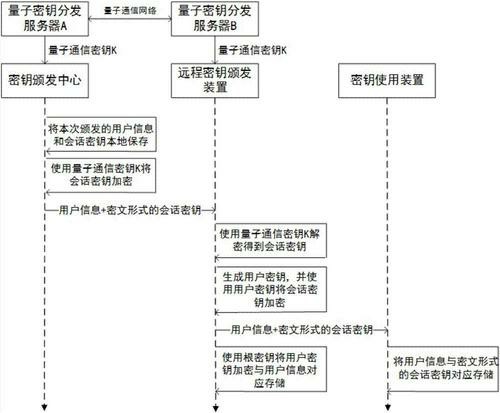 量子密钥分发
服务器A
量子通信网络
量子密钥分发
服务器B
量子通信密钥K
量子通信密钥K
密钥颁发中心
远程密钥颁发
装置
密钥使用装置
将本次颁发的用户信息
和会话密钥本地保存
使用量子通信密钥K将
会话密钥加密
用户信息+密文形式的会话密钥
使用量子通信密钥K解
密得到会话密钥
生成用户密钥，并使
用用户密钥将会话密
钥加密
用户信息+密文形式的会话密钥
使用根密钥将用户密
钥加密与用户信息对
应存储
将用户信息与密文形式
的会话密钥对应存储